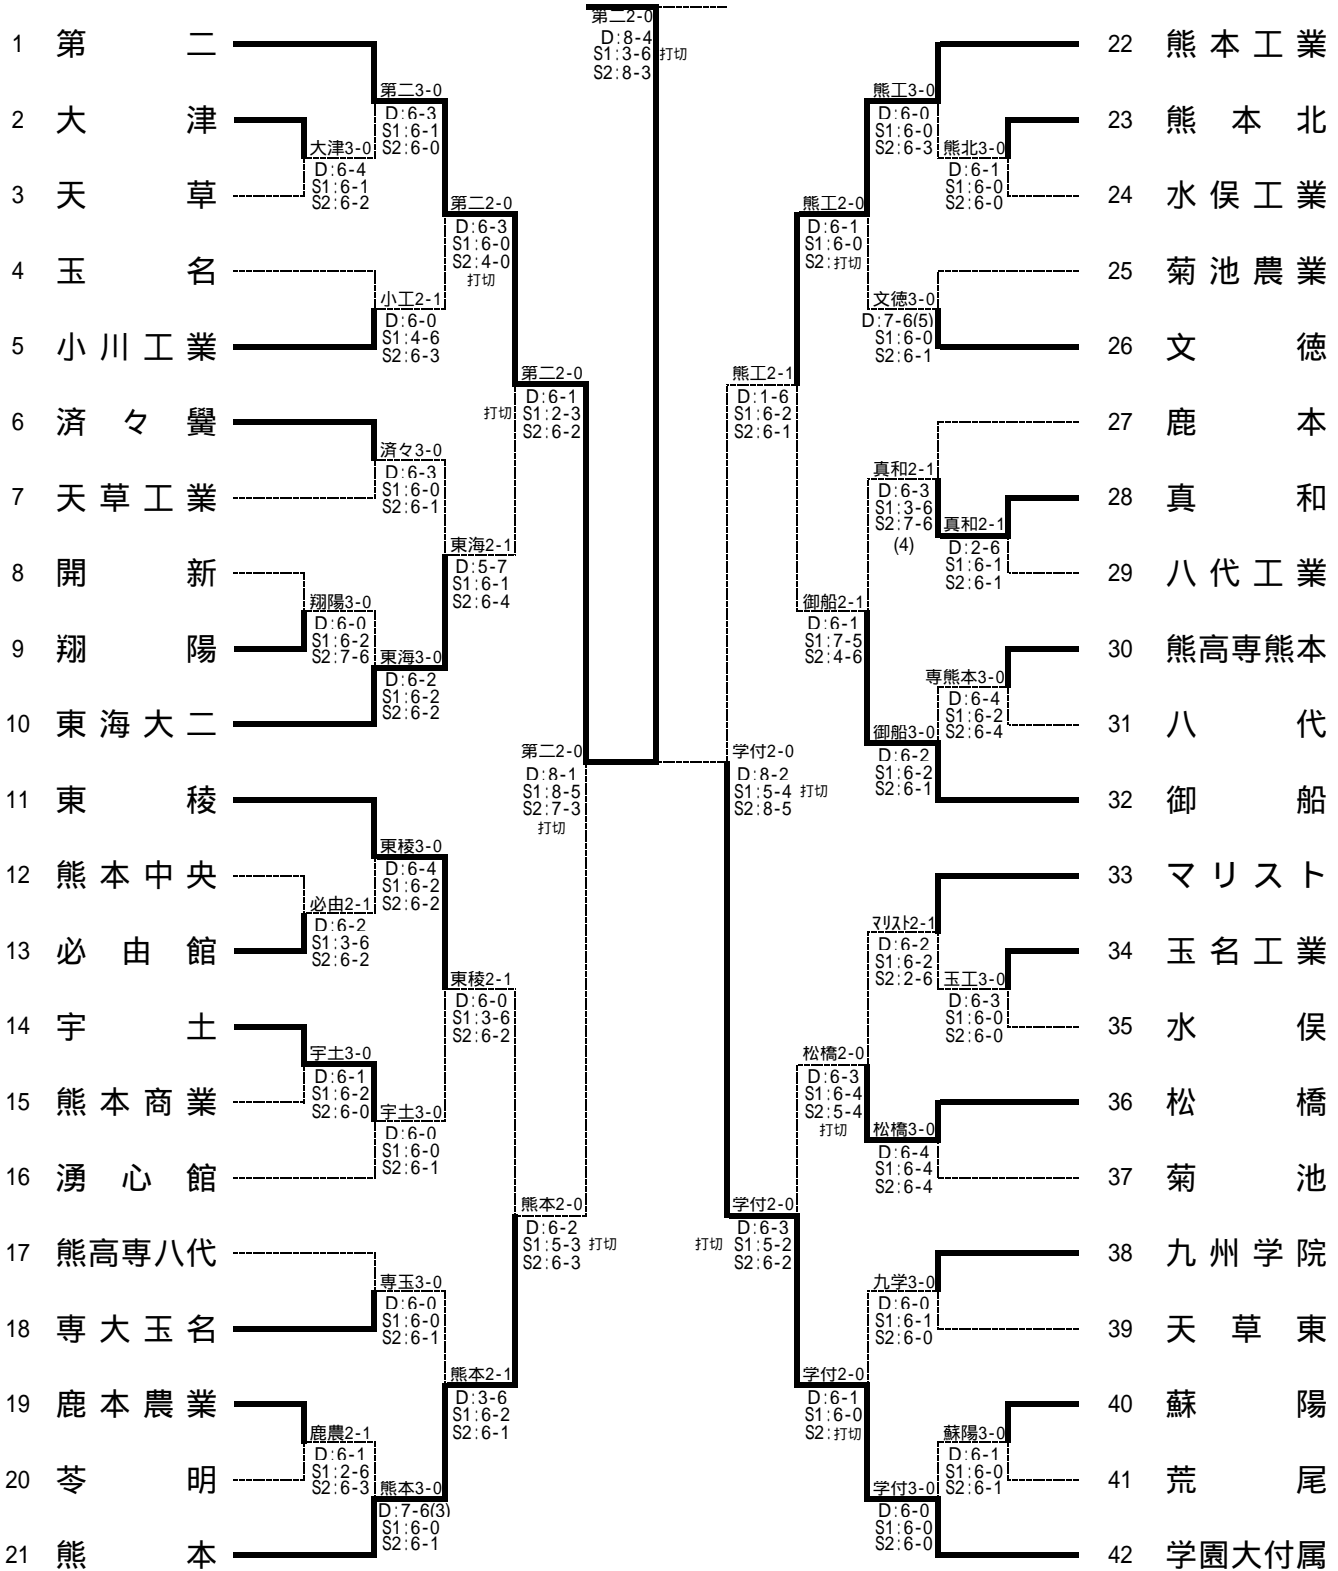 第二2-0
D:8-4
S1:3-6 打切
S2:8-3
1 第二
2 大津
3 天草
4 玉名
5 小川工業
6 済々黌
7 天草工業
8 開新
9 翔陽
10 東海大二
11 東稜
12 熊本中央
13 必由館
14 宇土
15 熊本商業
16 湧心館
17 熊高専八代
18 専大玉名
19 鹿本農業
20 苓明
21 熊本
大津3-0
D:6-4
S1:6-1
S2:6-2
翔陽3-0
D:6-0
S1:6-2
S2:7-6
必由2-1
D:6-2
S1:3-6
S2:6-2
宇土3-0
D:6-1
S1:6-2
S2:6-0
鹿農2-1
D:6-1
S1:2-6
S2:6-3
第二3-0
D:6-3
S1:6-1
S2:6-0
小工2-1
D:6-0
S1:4-6
S2:6-3
済々3-0
D:6-3
S1:6-0
S2:6-1
東海3-0
D:6-2
S1:6-2
S2:6-2
東稜3-0
D:6-4
S1:6-2
S2:6-2
宇土3-0
D:6-0
S1:6-0
S2:6-1
専玉3-0
D:6-0
S1:6-0
S2:6-1
熊本3-0
D:7-6(3)
S1:6-0
S2:6-1
第二2-0
D:6-3
S1:6-0
S2:4-0
打切
東海2-1
D:5-7
S1:6-1
S2:6-4
東稜2-1
D:6-0
S1:3-6
S2:6-2
熊本2-1
D:3-6
S1:6-2
S2:6-1
第二2-0
D:6-1
打切 S1:2-3
S2:6-2
熊本2-0
D:6-2
S1:5-3 打切
S2:6-3
第二2-0
D:8-1
S1:8-5
S2:7-3
打切
学付2-0
D:8-2
S1:5-4 打切
S2:8-5
熊工2-1
D:1-6
S1:6-2
S2:6-1
学付2-0
D:6-3
打切 S1:5-2
S2:6-2
熊工2-0
D:6-1
S1:6-0
S2:打切
御船2-1
D:6-1
S1:7-5
S2:4-6
松橋2-0
D:6-3
S1:6-4
S2:5-4
打切
学付2-0
D:6-1
S1:6-0
S2:打切
熊工3-0
D:6-0
S1:6-0
S2:6-3
文徳3-0
D:7-6(5)
S1:6-0
S2:6-1
真和2-1
D:6-3
S1:3-6
S2:7-6
(4)
御船3-0
D:6-2
S1:6-2
S2:6-1
マリスト2-1
D:6-2
S1:6-2
S2:2-6
松橋3-0
D:6-4
S1:6-4
S2:6-4
九学3-0
D:6-0
S1:6-1
S2:6-0
学付3-0
D:6-0
S1:6-0
S2:6-0
熊北3-0
D:6-1
S1:6-0
S2:6-0
真和2-1
D:2-6
S1:6-1
S2:6-1
専熊本3-0
D:6-4
S1:6-2
S2:6-4
玉工3-0
D:6-3
S1:6-0
S2:6-0
蘇陽3-0
D:6-1
S1:6-0
S2:6-1
22 熊本工業
23 熊本北
24 水俣工業
25 菊池農業
26 文徳
27 鹿本
28 真和
29 八代工業
30 熊高専熊本
31 八代
32 御船
33 マリスト
34 玉名工業
35 水俣
36 松橋
37 菊池
38 九州学院
39 天草東
40 蘇陽
41 荒尾
42 学園大付属